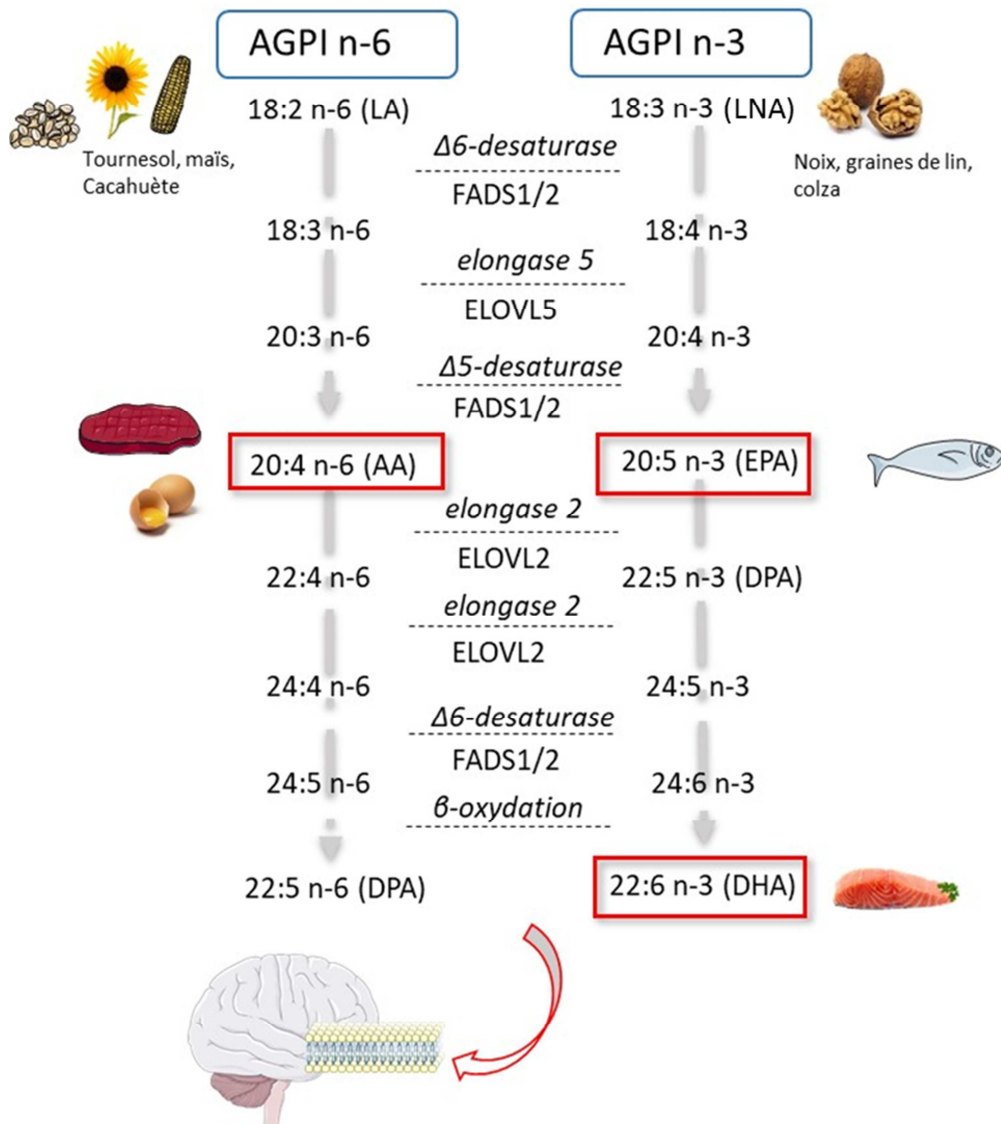 AGPI n-6
AGPI n-3
18:2 n-6 (LA)
18:3 n-3 (LNA)
Tournesol, maïs,
Cacahuète
Noix, graines de lin,
colza
Δ6-desaturase
FADS1/2
18:3 n-6
18:4 n-3
elongase 5
ELOVL5
20:3 n-6
20:4 n-3
Δ5-desaturase
FADS1/2
20:4 n-6 (AA)
20:5 n-3 (EPA)
elongase 2
ELOVL2
22:4 n-6
22:5 n-3 (DPA)
elongase 2
ELOVL2
24:4 n-6
24:5 n-3
Δ6-desaturase
FADS1/2
24:5 n-6
24:6 n-3
β-oxydation
22:5 n-6 (DPA)
22:6 n-3 (DHA)